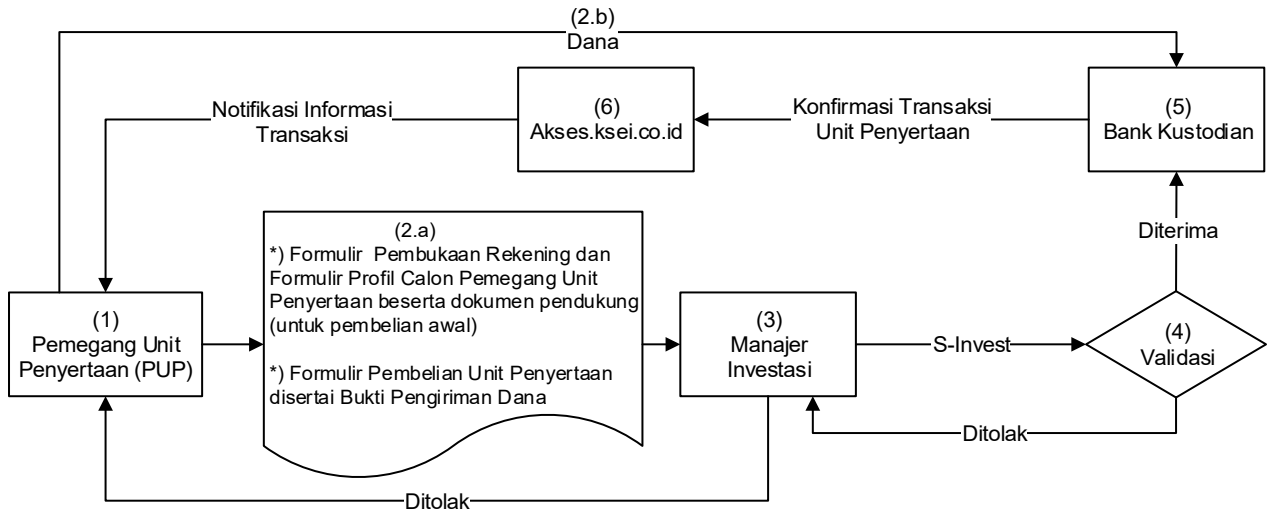 (2.b)
Dana
Notifikasi Informasi
Transaksi
(6)
Akses.ksei.co.id
Konfirmasi Transaksi
Unit Penyertaan
(5)
Bank Kustodian
Diterima
(1)
Pemegang Unit
Penyertaan (PUP)
(2.a)
*) Formulir Pembukaan Rekening dan
Formulir Profil Calon Pemegang Unit
Penyertaan beserta dokumen pendukung
(untuk pembelian awal)
*) Formulir Pembelian Unit Penyertaan
disertai Bukti Pengiriman Dana
(3)
Manajer
Investasi
S-Invest
(4)
Validasi
Ditolak
Ditolak